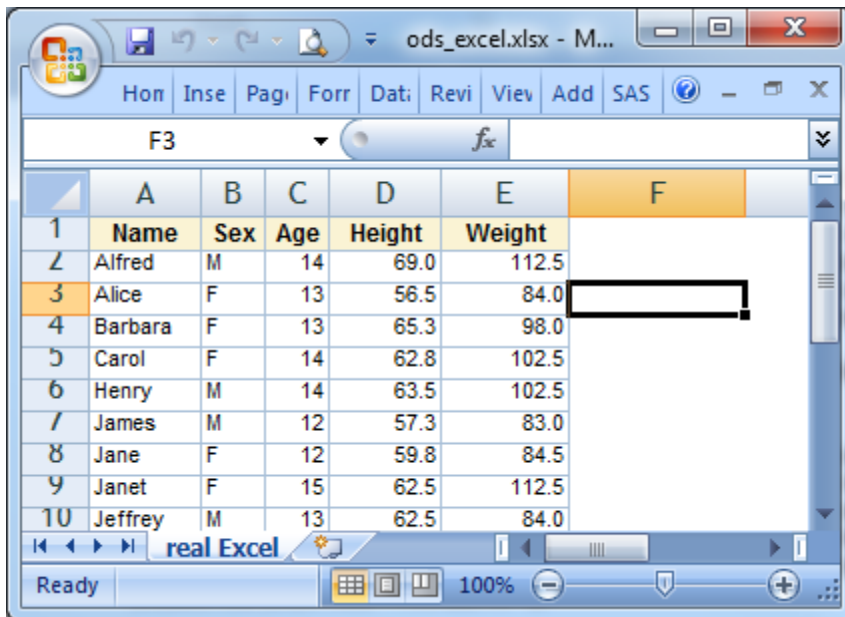 ods_excel.xlsx - M...
Hon Inse Pag Forr Data Revi View Add SAS
F3 fx
A B C D E F
1 Name Sex Age Height Weight
2 Alfred M 14 69.0 112.5
3 Alice F 13 56.5 84.0
4 Barbara F 13 65.3 98.0
5 Carol F 14 62.8 102.5
6 Henry M 14 63.5 102.5
7 James M 12 57.3 83.0
8 Jane F 12 59.8 84.5
9 Janet F 15 62.5 112.5
10 Jeffrey M 13 62.5 84.0
real Excel
Ready 100%